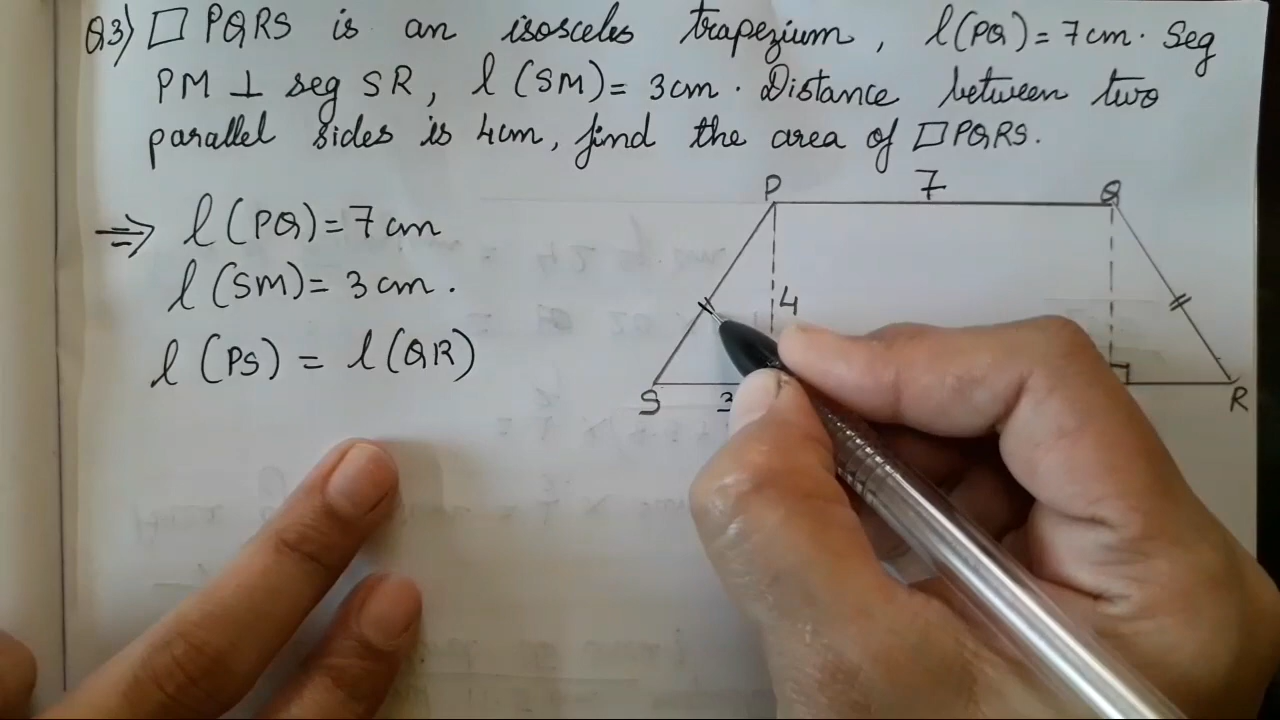 Q3) □ PQRS is an isosceles trapezium, l(PQ) = 7cm. Seg
PM ⊥ seg SR, l(SM) = 3cm. Distance between two
parallel sides is 4cm, find the area of □PQRS.
⇒ l(PQ) = 7cm
l(SM) = 3cm.
l(PS) = l(QR)
P 7 Q
4
S 3 R